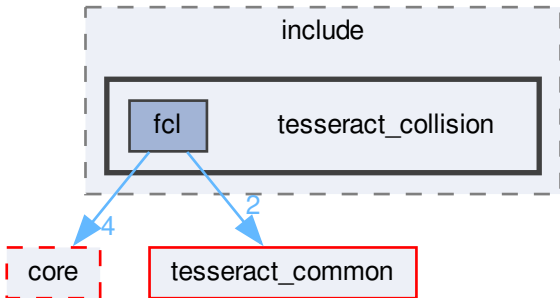 include
fcl
tesseract_collision
4
2
core
tesseract_common